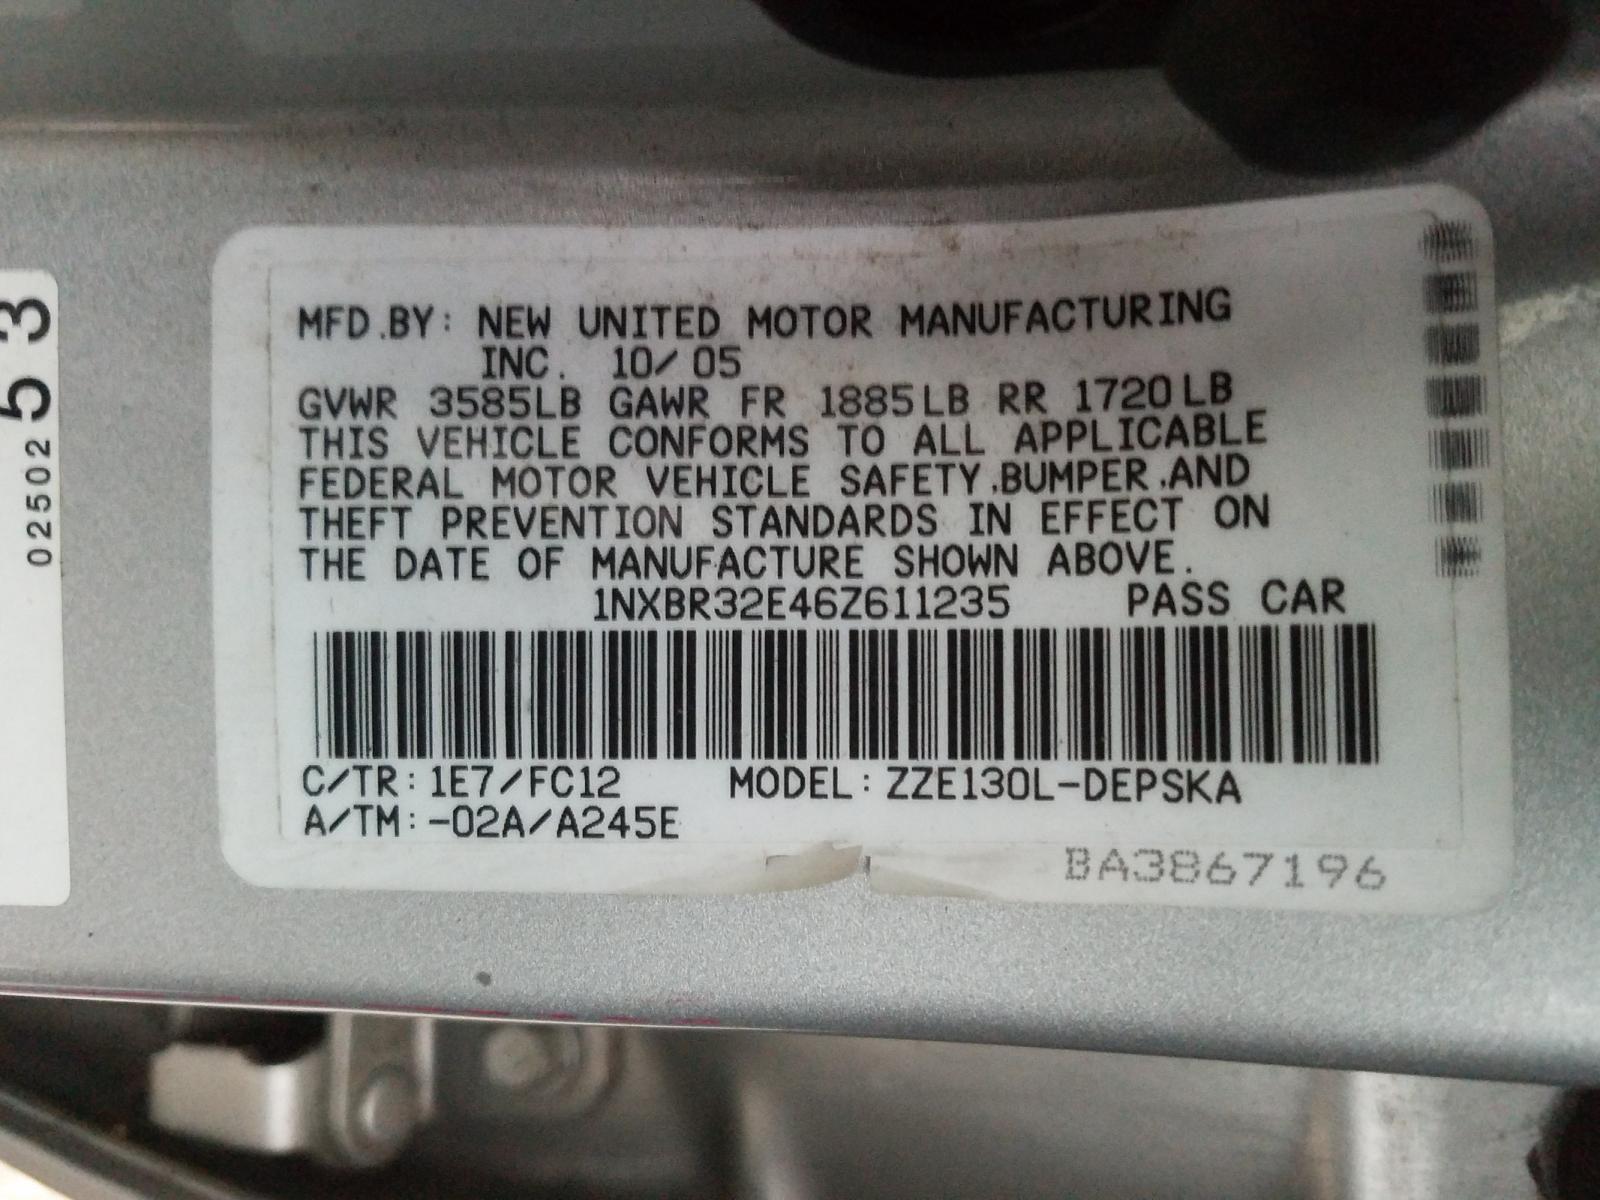 MFD.BY: NEW UNITED MOTOR MANUFACTURING
INC. 10/05
GVWR 3585LB GAWR FR 1885LB RR 1720LB
THIS VEHICLE CONFORMS TO ALL APPLICABLE
FEDERAL MOTOR VEHICLE SAFETY,BUMPER,AND
THEFT PREVENTION STANDARDS IN EFFECT ON
THE DATE OF MANUFACTURE SHOWN ABOVE.
1NXBR32E46Z611235 PASS CAR
C/TR: 1E7/FC12 MODEL: ZZE130L-DEPSKA
A/TM: -02A/A245E
BA3867196
53
02502